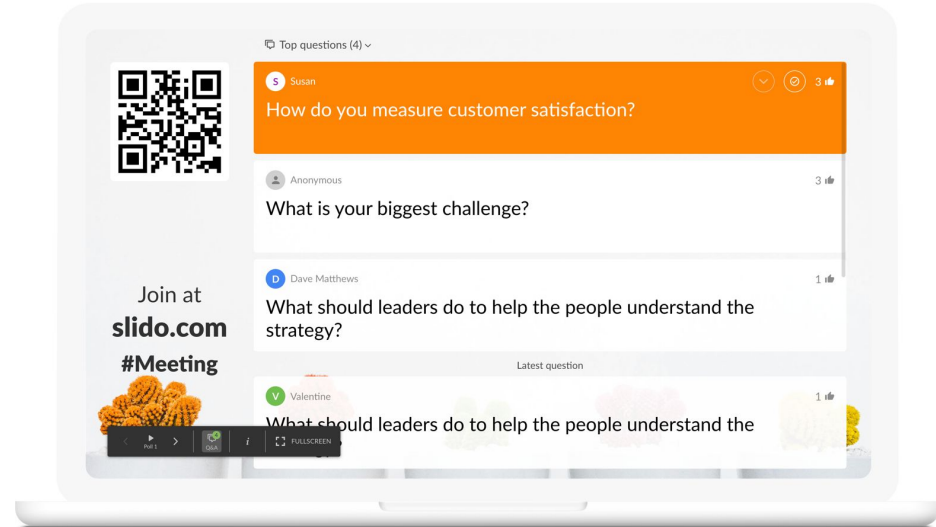 Top questions (4)
S Susan
3
How do you measure customer satisfaction?
Anonymous
3
What is your biggest challenge?
D Dave Matthews
1
What should leaders do to help the people understand the
strategy?
Latest question
V Valentine
1
What should leaders do to help the people understand the
Join at
slido.com
#Meeting
Poll 1
Q&A
i
FULLSCREEN